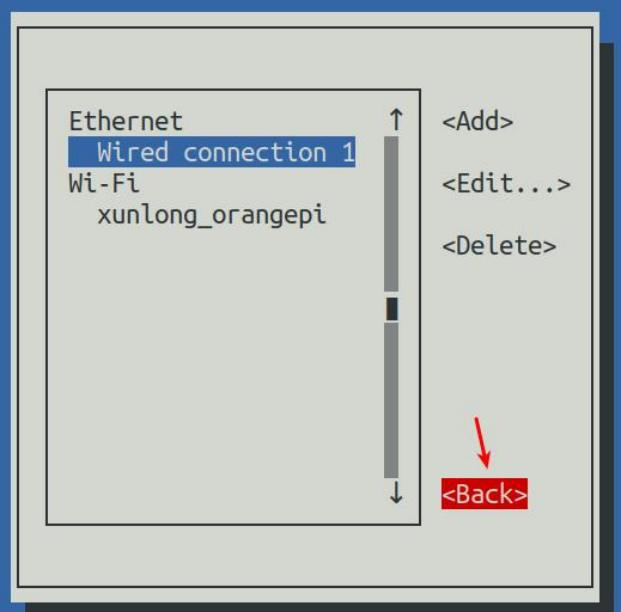 Ethernet
Wired connection 1
Wi-Fi
xunlong_orangepi
↑
↓
<Add>
<Edit...>
<Delete>
<Back>